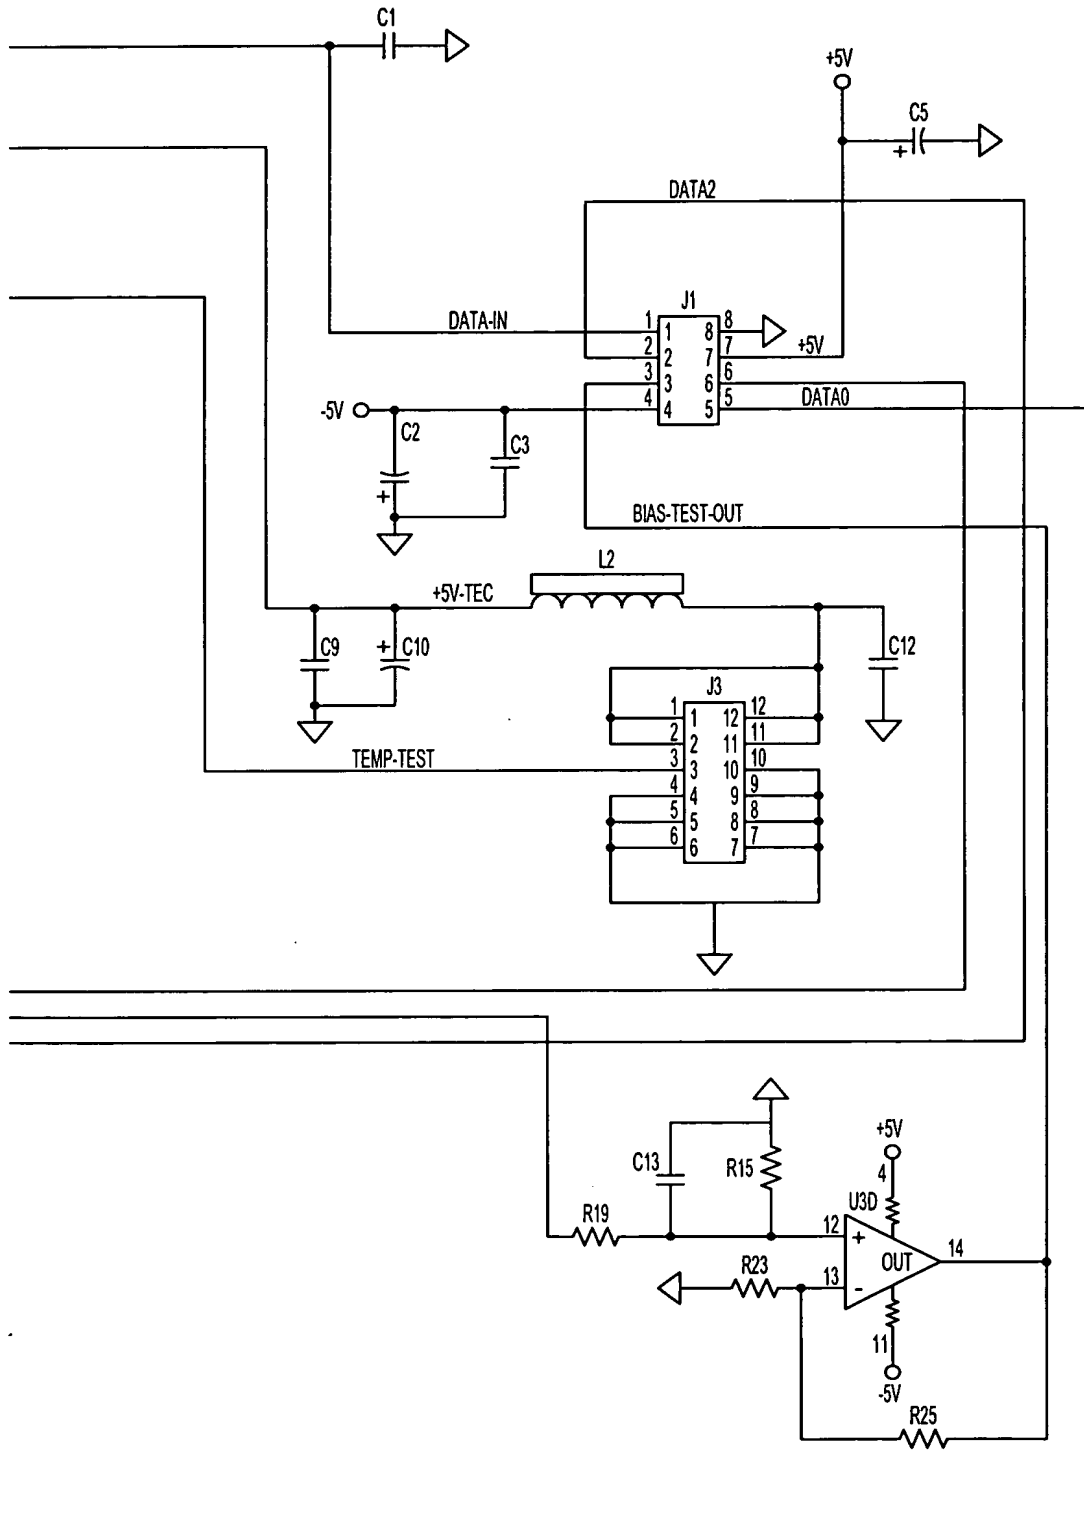 C1
+5V
C5
+
DATA2
J1
DATA-IN
1 1 8 8
2 2 7 7 +5V
3 3 6 6
4 4 5 5 DATA0
-5V
C2
C3
+
BIAS-TEST-OUT
L2
+5V-TEC
C9
+ C10
C12
J3
1 1 12 12
2 2 11 11
TEMP-TEST
3 3 10 10
4 4 9 9
5 5 8 8
6 6 7 7
+5V
C13
R15
4
U3D
R19
12
+
OUT
14
R23
13
-
11
-5V
R25